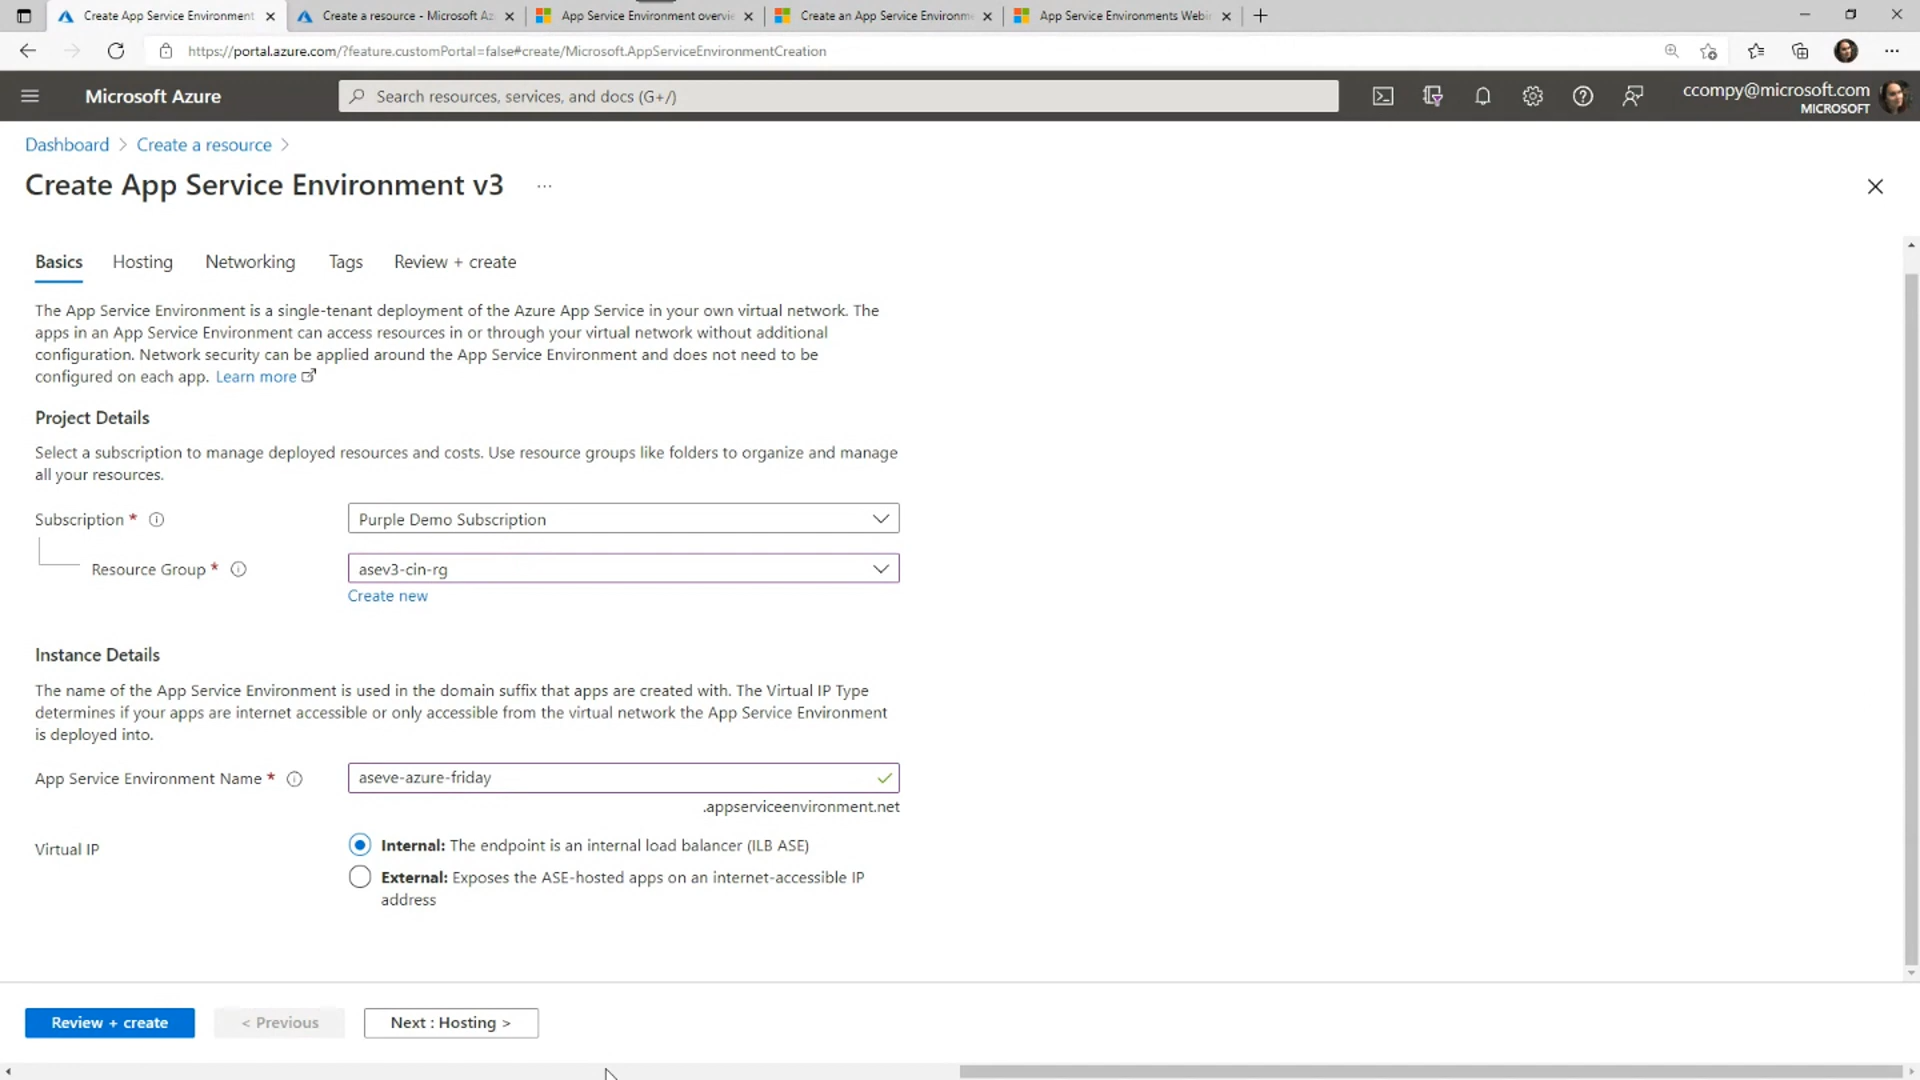 Create App Service Environment
Create a resource - Microsoft Az
App Service Environment overvi
Create an App Service Environme
App Service Environments Webi
https://portal.azure.com/?feature.customPortal=false#create/Microsoft.AppServiceEnvironmentCreation
Microsoft Azure
Search resources, services, and docs (G+/)
ccompy@microsoft.com
MICROSOFT
Dashboard > Create a resource >
Create App Service Environment v3 ...
Basics Hosting Networking Tags Review + create
The App Service Environment is a single-tenant deployment of the Azure App Service in your own virtual network. The
apps in an App Service Environment can access resources in or through your virtual network without additional
configuration. Network security can be applied around the App Service Environment and does not need to be
configured on each app. Learn more
Project Details
Select a subscription to manage deployed resources and costs. Use resource groups like folders to organize and manage
all your resources.
Subscription *
Purple Demo Subscription
Resource Group *
asev3-cin-rg
Create new
Instance Details
The name of the App Service Environment is used in the domain suffix that apps are created with. The Virtual IP Type
determines if your apps are internet accessible or only accessible from the virtual network the App Service Environment
is deployed into.
App Service Environment Name *
aseve-azure-friday
.appserviceenvironment.net
Virtual IP
Internal: The endpoint is an internal load balancer (ILB ASE)
External: Exposes the ASE-hosted apps on an internet-accessible IP
address
Review + create
< Previous
Next : Hosting >